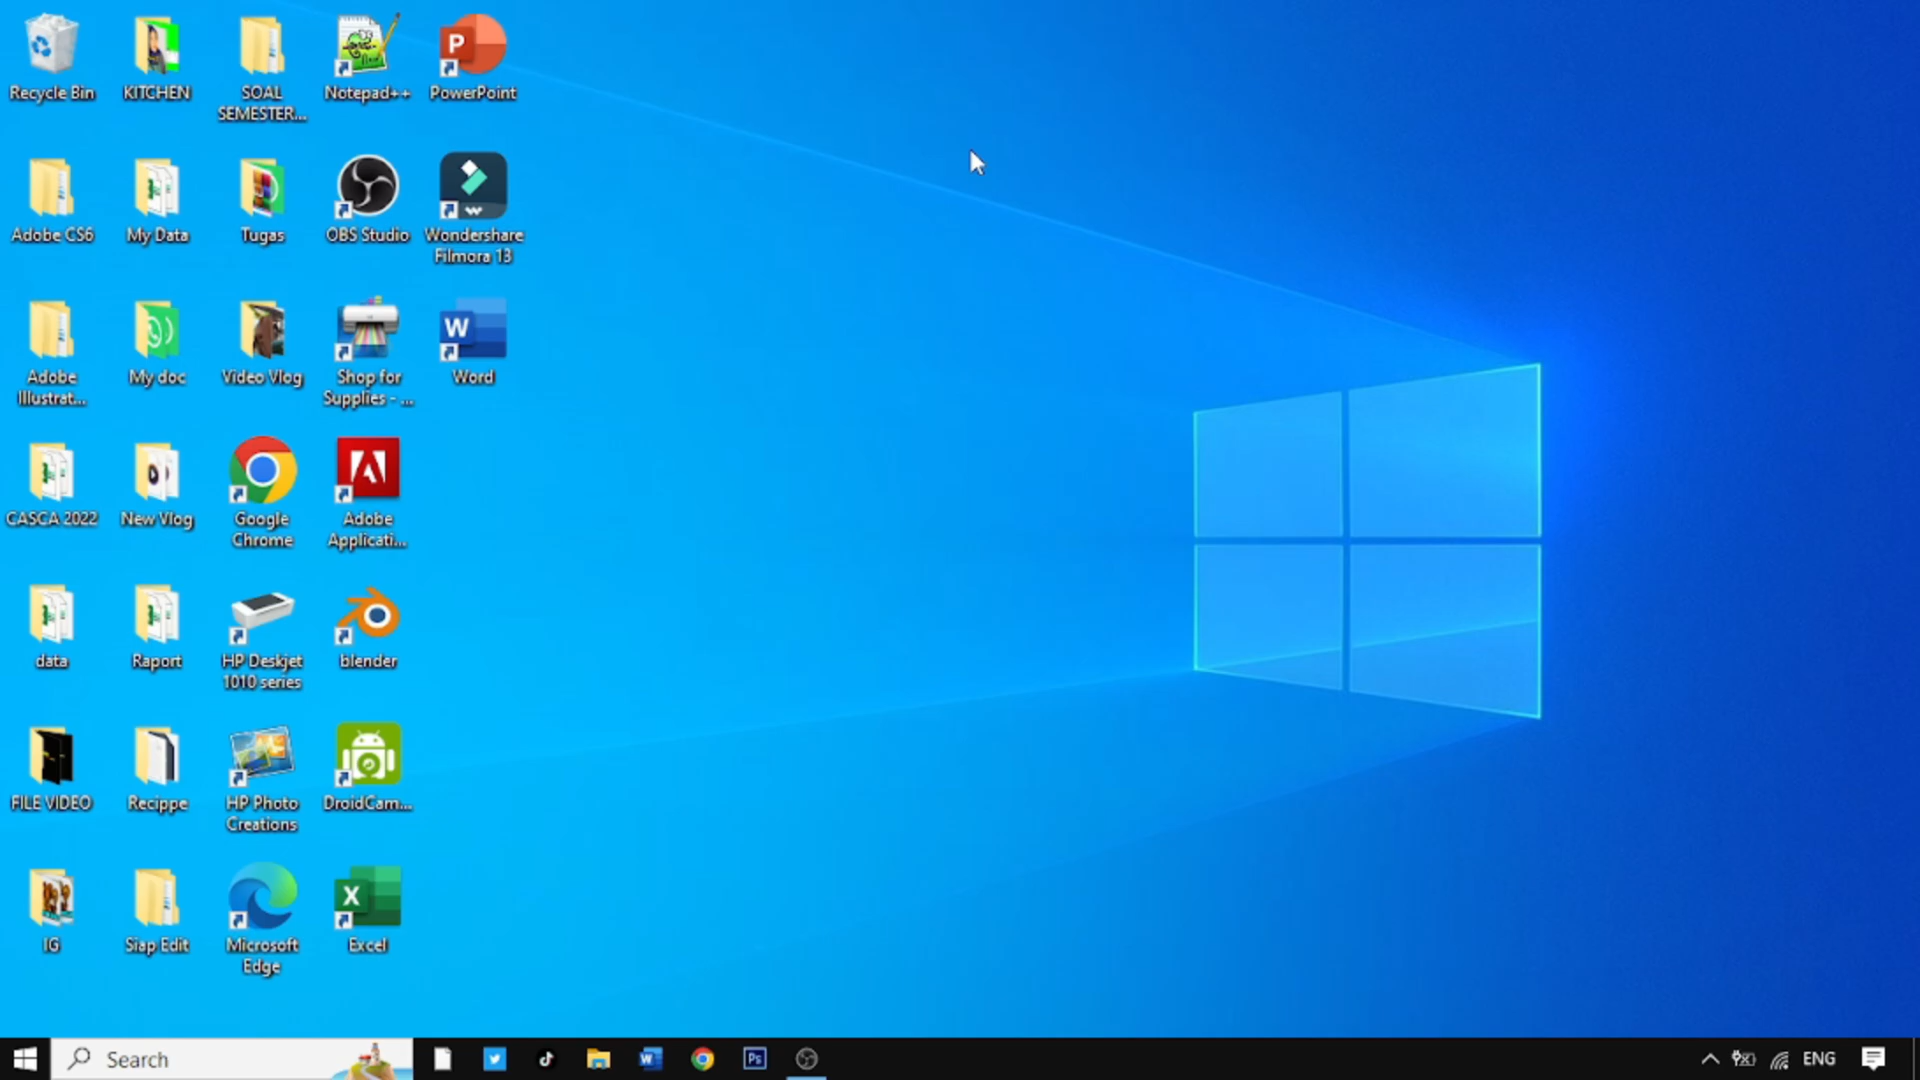 Recycle Bin
KITCHEN
SOAL
SEMESTER...
Notepad++
PowerPoint
Adobe CS6
My Data
Tugas
OBS Studio
Wondershare
Filmora 13
Adobe
Illustrat...
My doc
Video Vlog
Shop for
Supplies - ...
Word
CASCA 2022
New Vlog
Google
Chrome
Adobe
Applicati...
data
Raport
HP Deskjet
1010 series
blender
FILE VIDEO
Recippe
HP Photo
Creations
DroidCam...
IG
Siap Edit
Microsoft
Edge
Excel
Search
ENG